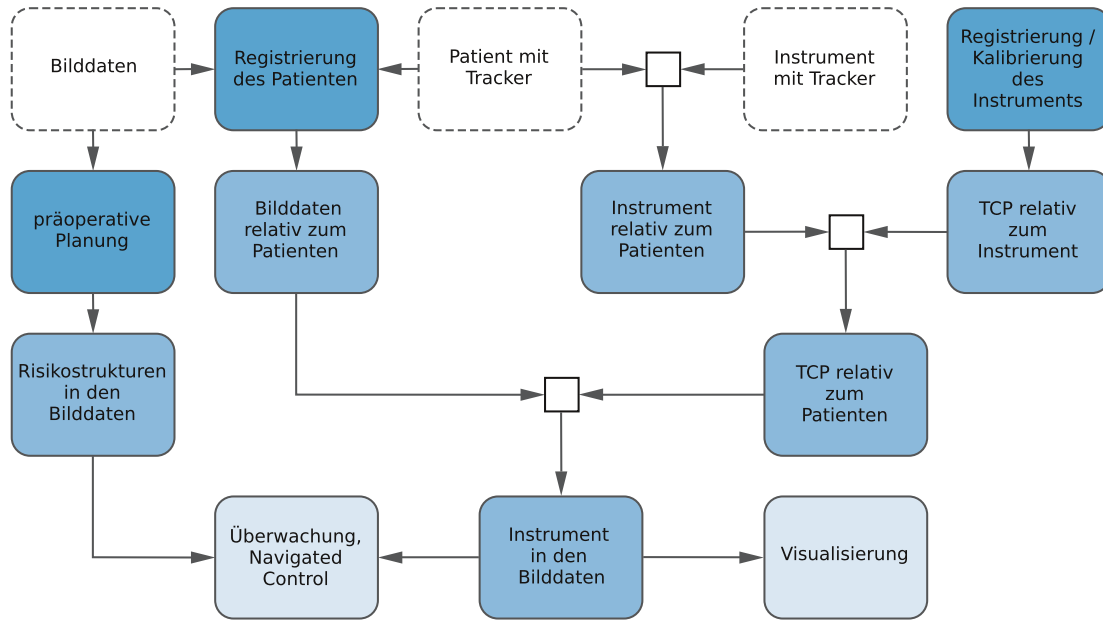 Bilddaten
Registrierung
des Patienten
Patient mit
Tracker
Instrument
mit Tracker
Registrierung /
Kalibrierung
des
Instruments
präoperative
Planung
Bilddaten
relativ zum
Patienten
Instrument
relativ zum
Patienten
TCP relativ
zum
Instrument
Risikostrukturen
in den
Bilddaten
TCP relativ
zum
Patienten
Überwachung,
Navigated
Control
Instrument
in den
Bilddaten
Visualisierung